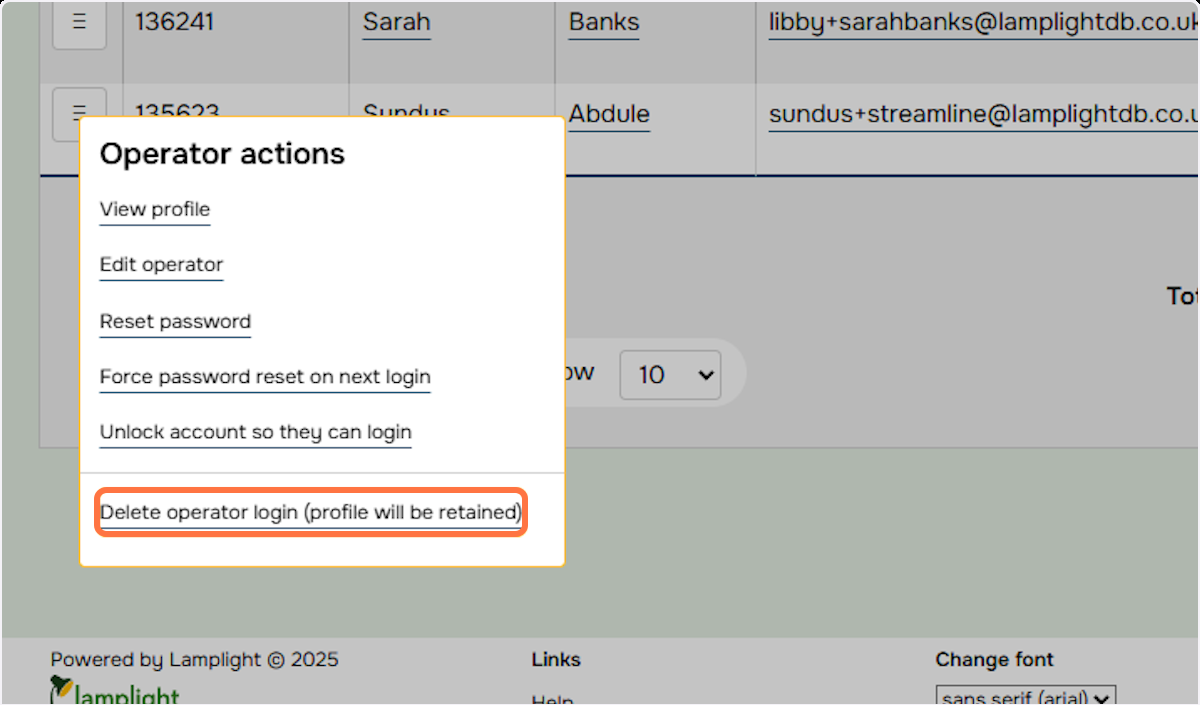 136241 Sarah Banks libby+sarahbanks@lamplightdb.co.uk
135623 Sundus Abdule sundus+streamline@lamplightdb.co.u
Operator actions
View profile
Edit operator
Reset password
Force password reset on next login
Unlock account so they can login
Delete operator login (profile will be retained)
Tot
ow 10
Powered by Lamplight © 2025 Links Change font
lamplight Help sans serif (arial)